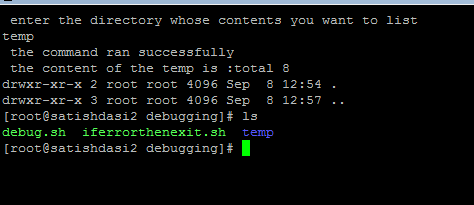 enter the directory whose contents you want to list
temp
the command ran successfully
the content of the temp is :total 8
drwxr-xr-x 2 root root 4096 Sep  8 12:54 .
drwxr-xr-x 3 root root 4096 Sep  8 12:57 ..
[root@satishdasi2 debugging]# ls
debug.sh  iferrorthenexit.sh  temp
[root@satishdasi2 debugging]#